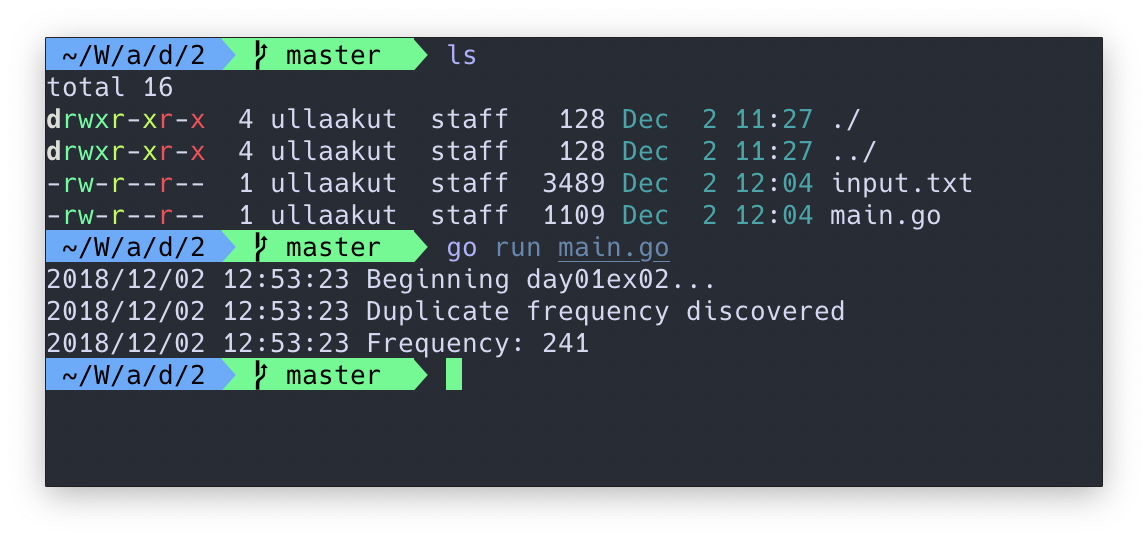 ~/W/a/d/2 master ls
total 16
drwxr-xr-x  4 ullaakut  staff   128 Dec  2 11:27 ./
drwxr-xr-x  4 ullaakut  staff   128 Dec  2 11:27 ../
-rw-r--r--  1 ullaakut  staff  3489 Dec  2 12:04 input.txt
-rw-r--r--  1 ullaakut  staff  1109 Dec  2 12:04 main.go
~/W/a/d/2 master go run main.go
2018/12/02 12:53:23 Beginning day01ex02...
2018/12/02 12:53:23 Duplicate frequency discovered
2018/12/02 12:53:23 Frequency: 241
~/W/a/d/2 master